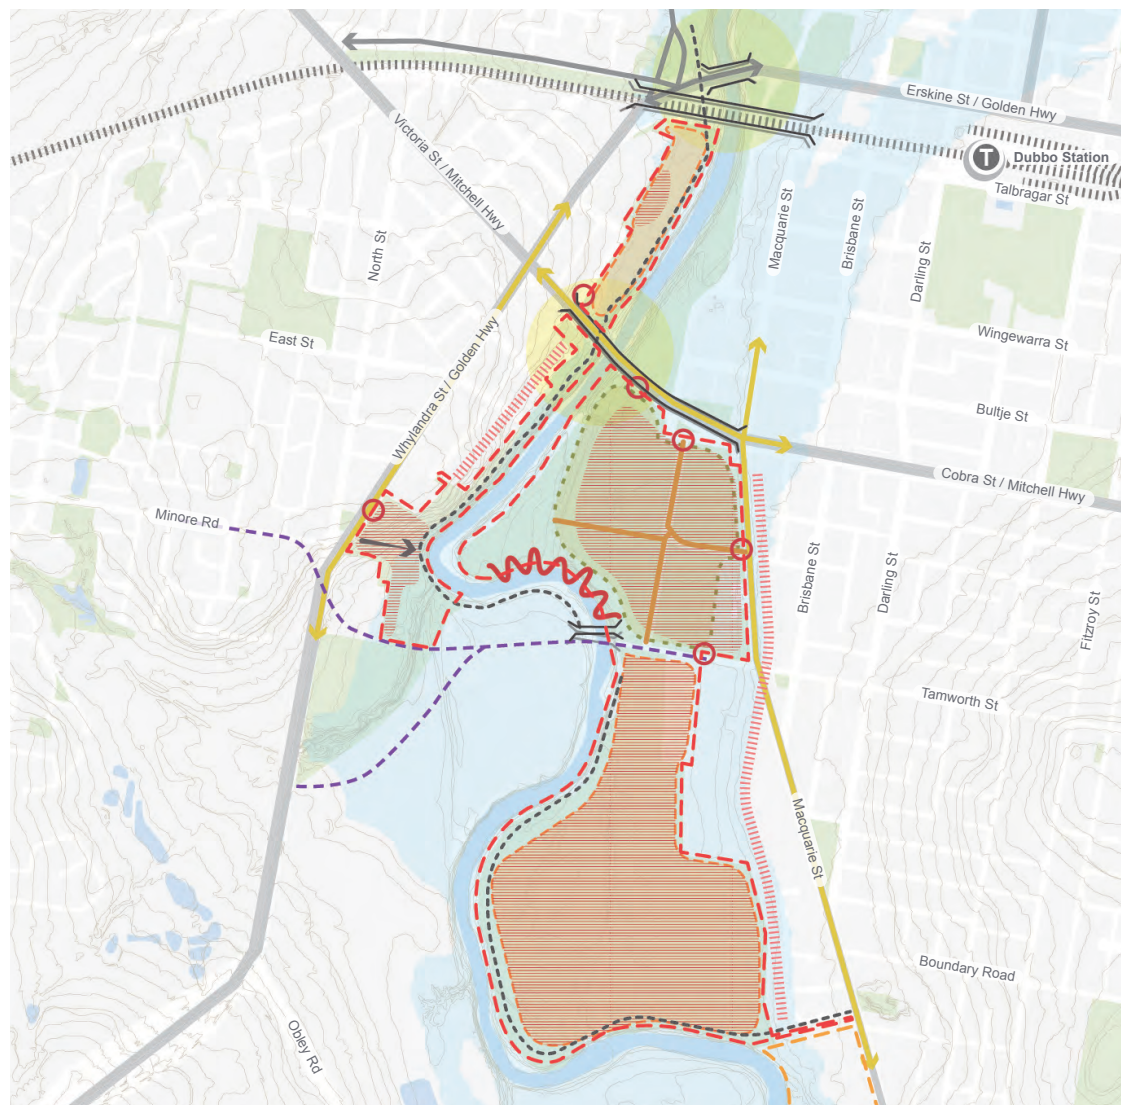 Erskine St / Golden Hwy
Victoria St / Mitchell Hwy
T
Dubbo Station
Talbragar St
Macquarie St
Brisbane St
North St
Darling St
East St
Wingewarra St
Whylandra St / Golden Hwy
Bultje St
Cobra St / Mitchell Hwy
Minore Rd
Brisbane St
Darling St
Fitzroy St
Tamworth St
Macquarie St
Boundary Road
Obley Rd